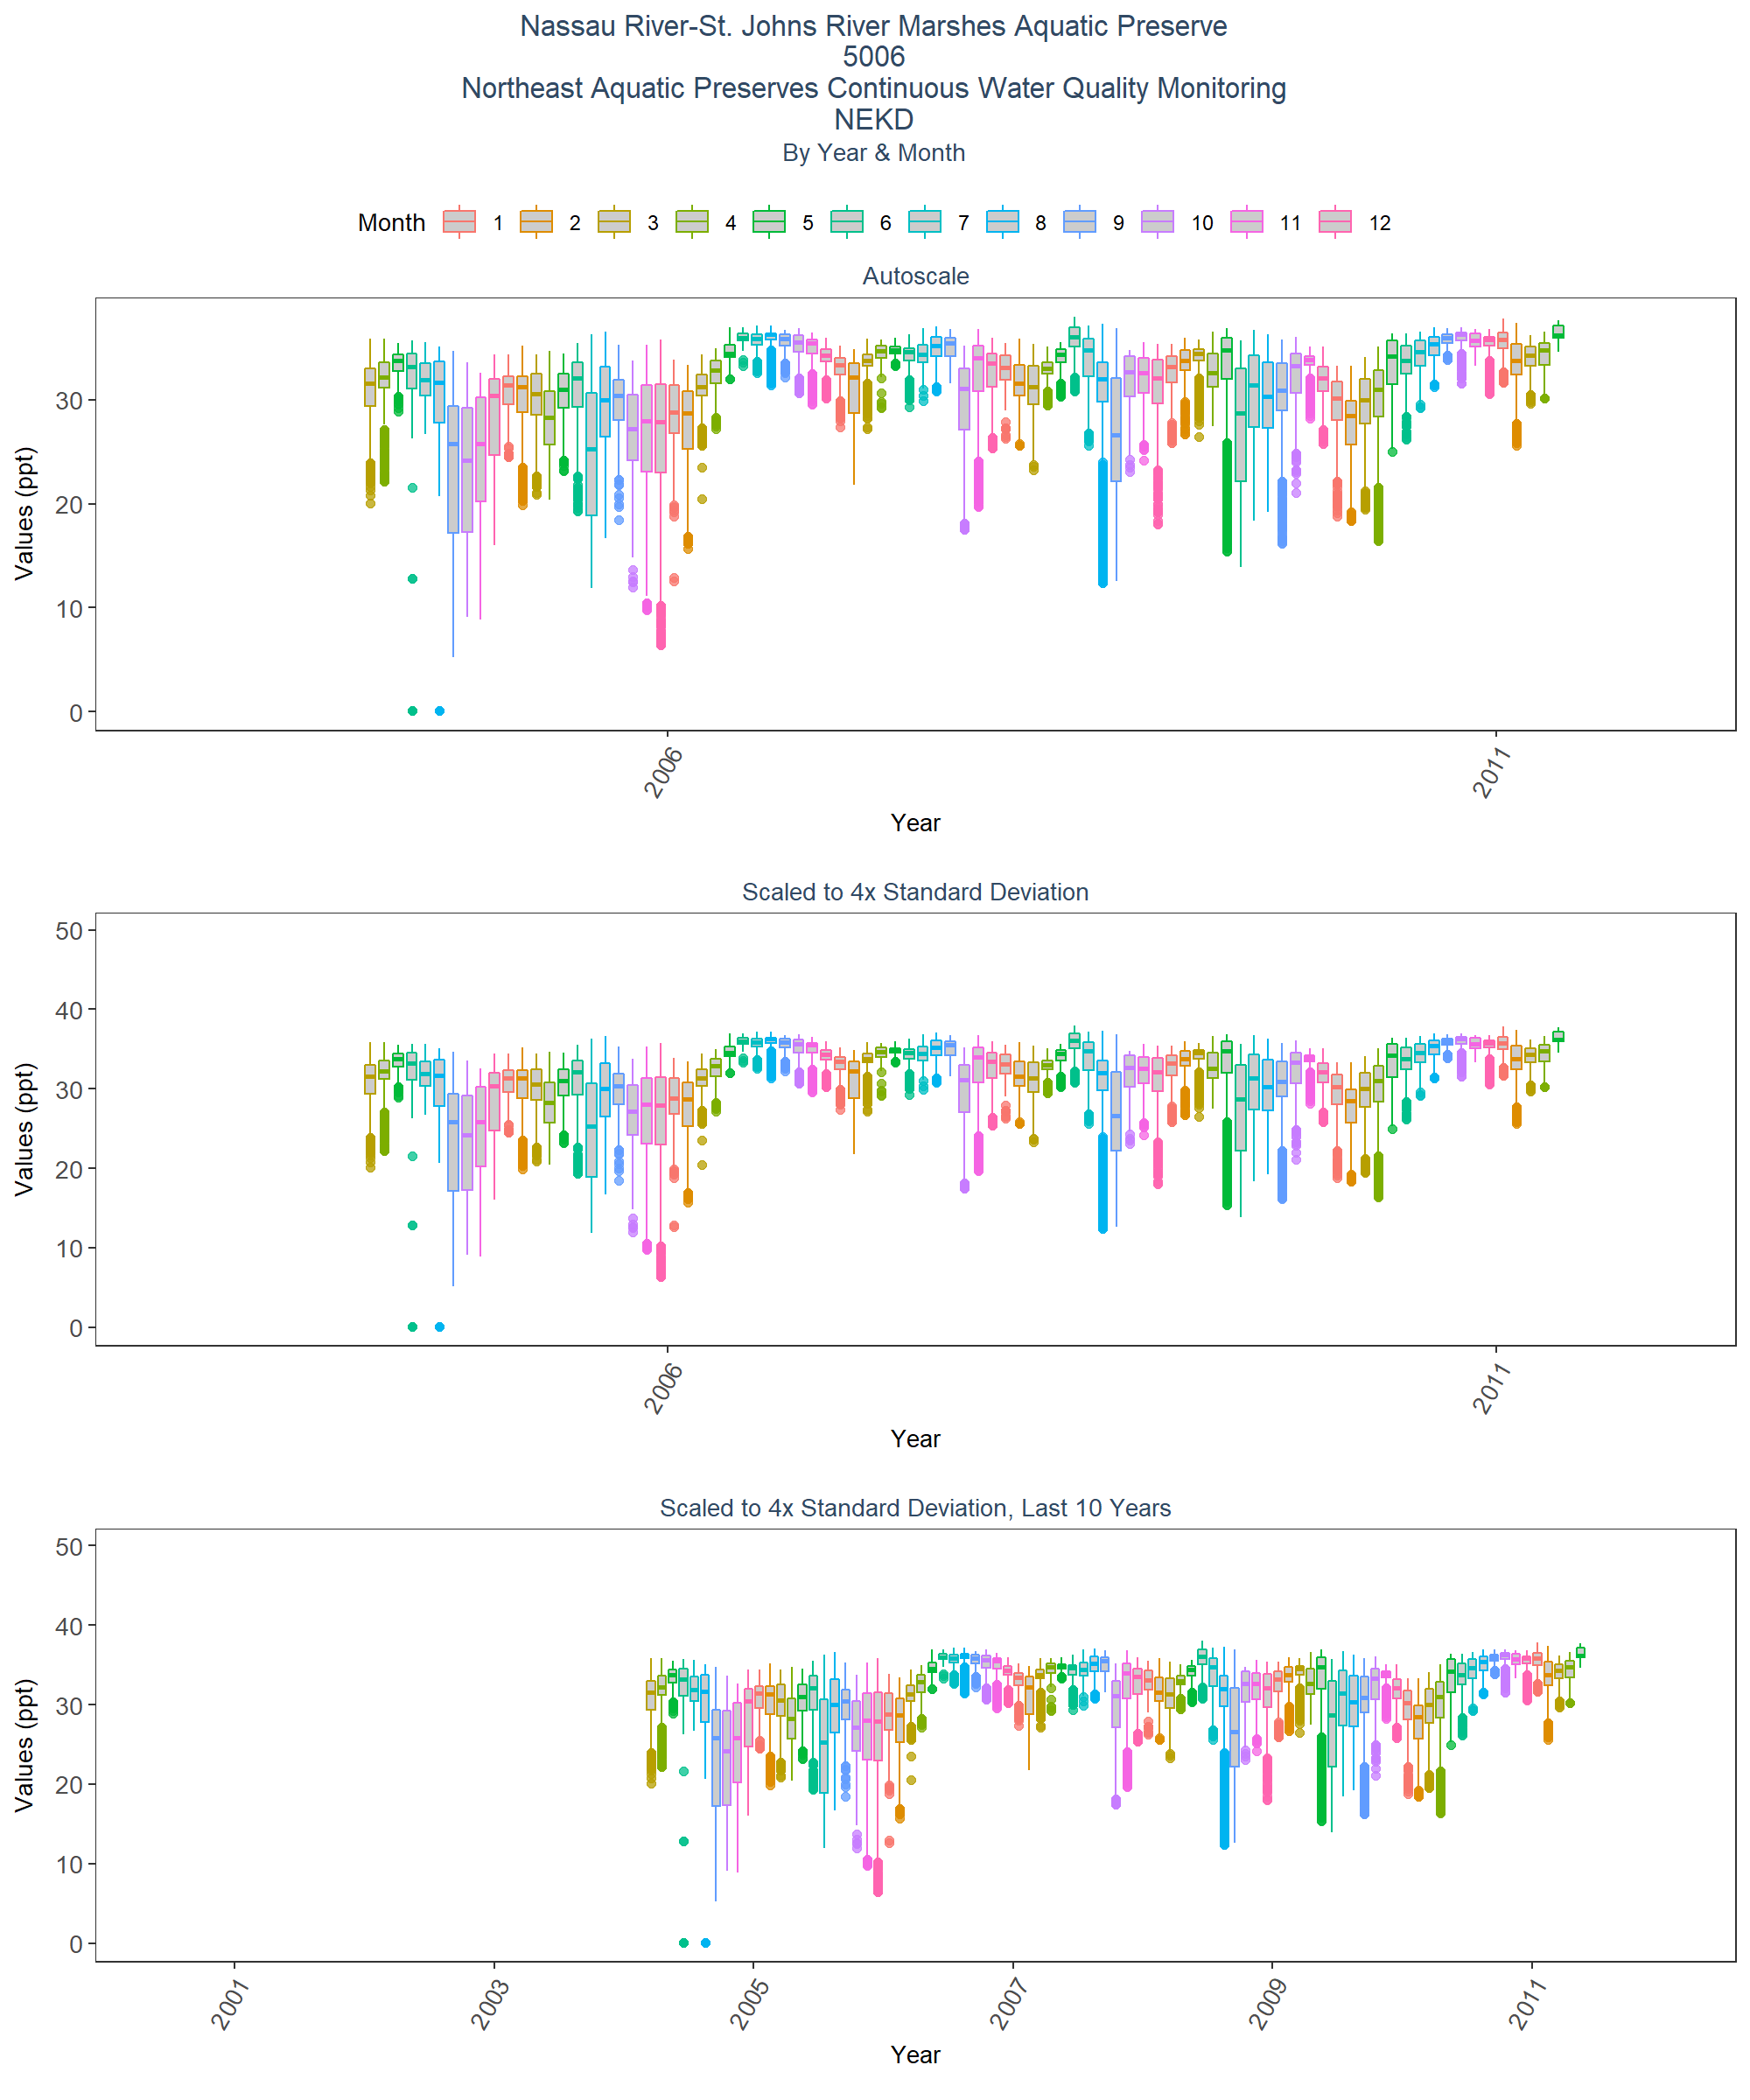 Nassau River-St. Johns River Marshes Aquatic Preserve
5006
Northeast Aquatic Preserves Continuous Water Quality Monitoring
NEKD
By Year & Month
Month 1 2 3 4 5 6 7 8 9 10 11 12
Autoscale
Values (ppt)
30
20
10
0
2006 2011
Year
Scaled to 4x Standard Deviation
Values (ppt)
50
40
30
20
10
0
2006 2011
Year
Scaled to 4x Standard Deviation, Last 10 Years
Values (ppt)
50
40
30
20
10
0
2001 2003 2005 2007 2009 2011
Year